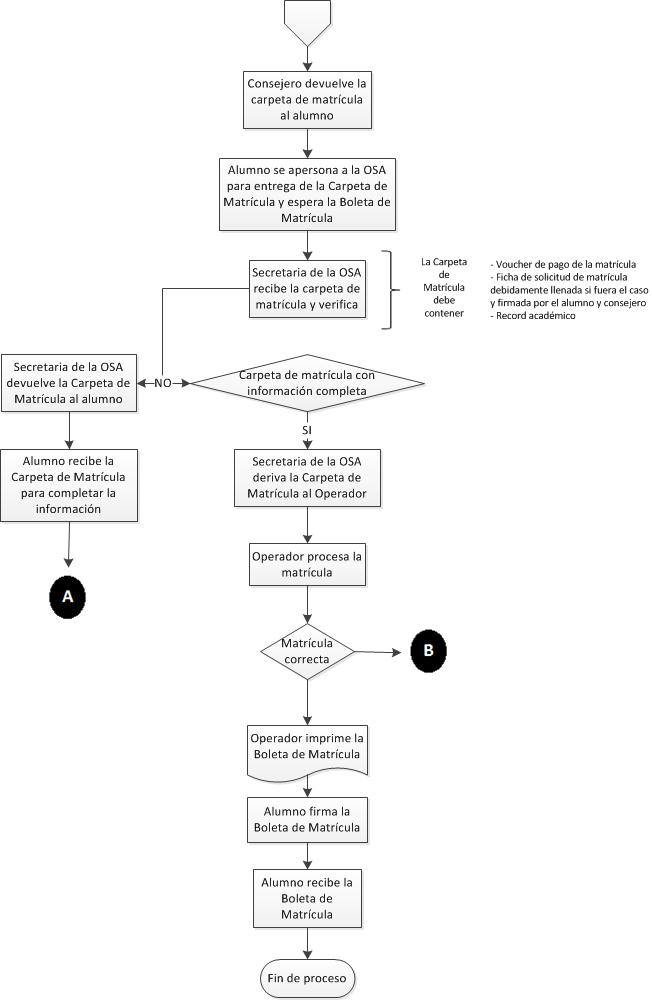 Consejero devuelve la
carpeta de matrícula
al alumno
Alumno se apersona a la OSA
para entrega de la Carpeta de
Matrícula y espera la Boleta de
Matrícula
Secretaria de la OSA
recibe la carpeta de
matrícula y verifica
La Carpeta
de
Matrícula
debe
contener
- Voucher de pago de la matrícula
- Ficha de solicitud de matrícula
debidamente llenada si fuera el caso
y firmada por el alumno y consejero
- Record académico
Secretaria de la OSA
devuelve la Carpeta de
Matrícula al alumno
NO
Carpeta de matrícula con
información completa
SI
Alumno recibe la
Carpeta de Matrícula
para completar la
información
Secretaria de la OSA
deriva la Carpeta de
Matrícula al Operador
A
Operador procesa la
matrícula
Matrícula
correcta
B
Operador imprime la
Boleta de Matrícula
Alumno firma la
Boleta de Matrícula
Alumno recibe la
Boleta de
Matrícula
Fin de proceso